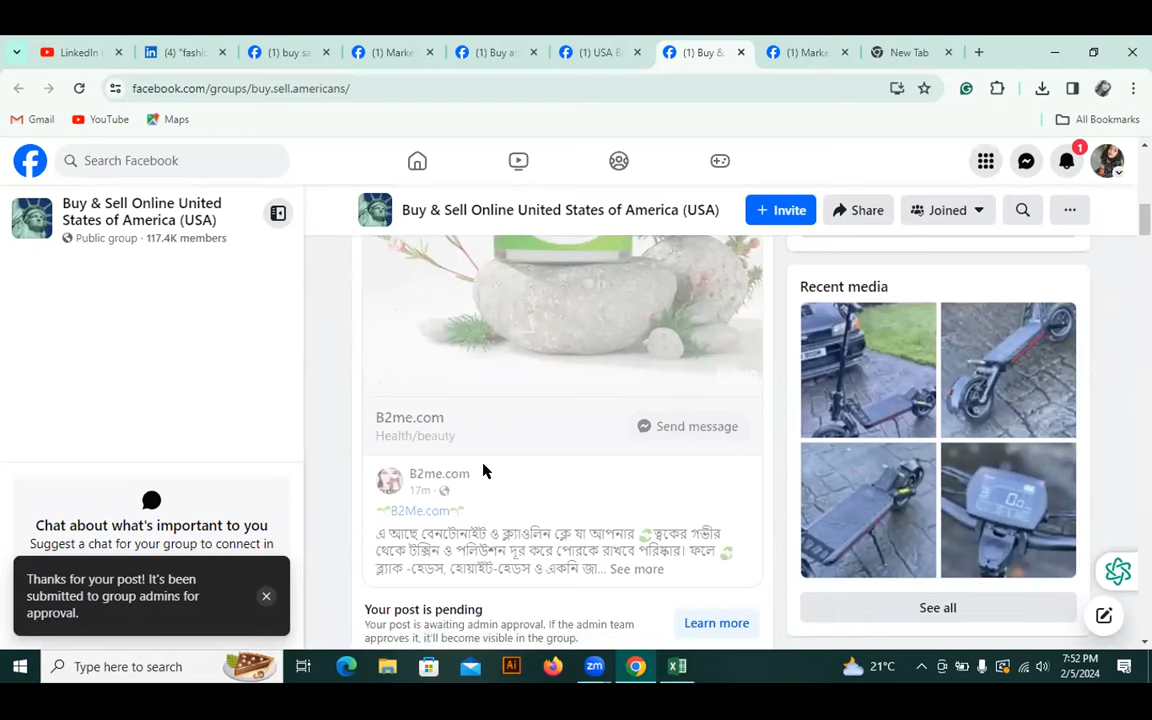 LinkedIn
(4) "fashi
(1) buy sa
(1) Marke
(1) Buy a
(1) USA B
(1) Buy &
(1) Marke
New Tab
facebook.com/groups/buy.sell.americans/
Gmail
YouTube
Maps
All Bookmarks
Search Facebook
1
Buy & Sell Online United
States of America (USA)
Public group · 117.4K members
Buy & Sell Online United States of America (USA)
+ Invite
Share
Joined
Recent media
B2me.com
Health/beauty
Send message
B2me.com
17m ·
B2Me.com
এ আছে বেনটোনাইট ও ক্ল্যাওলিন ক্লে যা আপনার ত্বকের গভীর
থেকে টক্সিন ও পলিউশন দূর করে পোরকে রাখবে পরিষ্কার। ফলে
ব্ল্যাক -হেডস, হোয়াইট-হেডস ও একনি জা... See more
Your post is pending
Your post is awaiting admin approval. If the admin team
approves it, it'll become visible in the group.
Learn more
See all
Chat about what's important to you
Suggest a chat for your group to connect in
Thanks for your post! It's been
submitted to group admins for
approval.
Type here to search
21°C
7:52 PM
2/5/2024